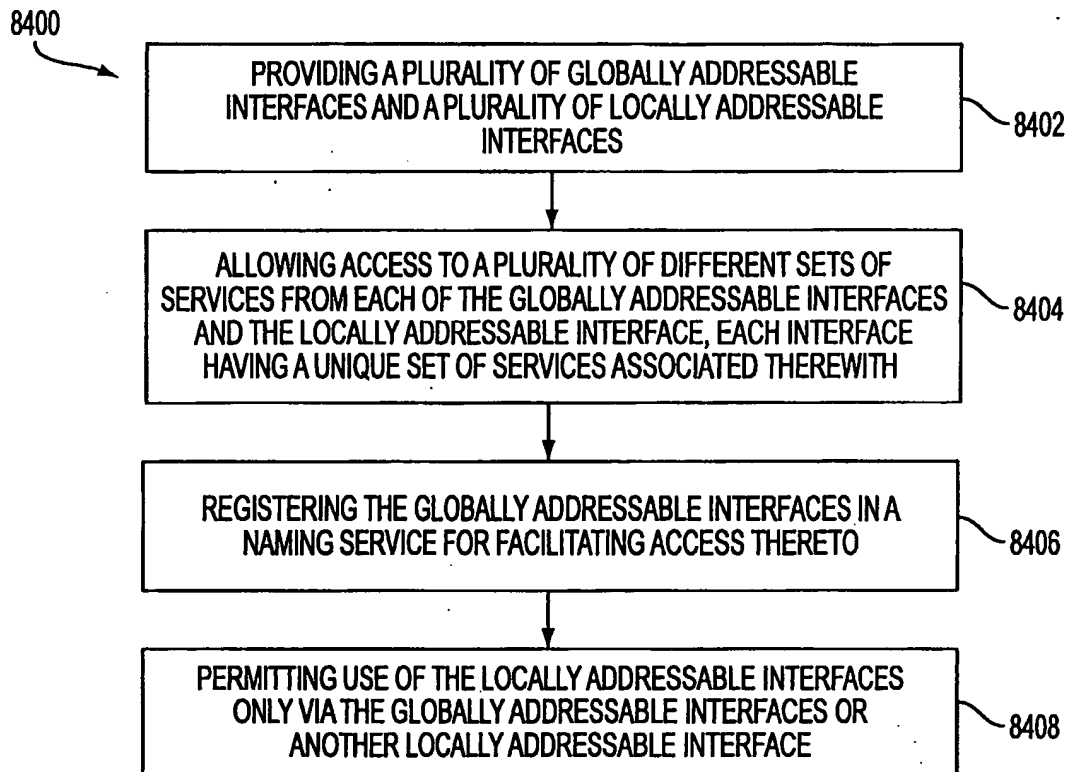 8400
PROVIDING A PLURALITY OF GLOBALLY ADDRESSABLE
INTERFACES AND A PLURALITY OF LOCALLY ADDRESSABLE
INTERFACES
8402
ALLOWING ACCESS TO A PLURALITY OF DIFFERENT SETS OF
SERVICES FROM EACH OF THE GLOBALLY ADDRESSABLE INTERFACES
AND THE LOCALLY ADDRESSABLE INTERFACE, EACH INTERFACE
HAVING A UNIQUE SET OF SERVICES ASSOCIATED THEREWITH
8404
REGISTERING THE GLOBALLY ADDRESSABLE INTERFACES IN A
NAMING SERVICE FOR FACILITATING ACCESS THERETO
8406
PERMITTING USE OF THE LOCALLY ADDRESSABLE INTERFACES
ONLY VIA THE GLOBALLY ADDRESSABLE INTERFACES OR
ANOTHER LOCALLY ADDRESSABLE INTERFACE
8408